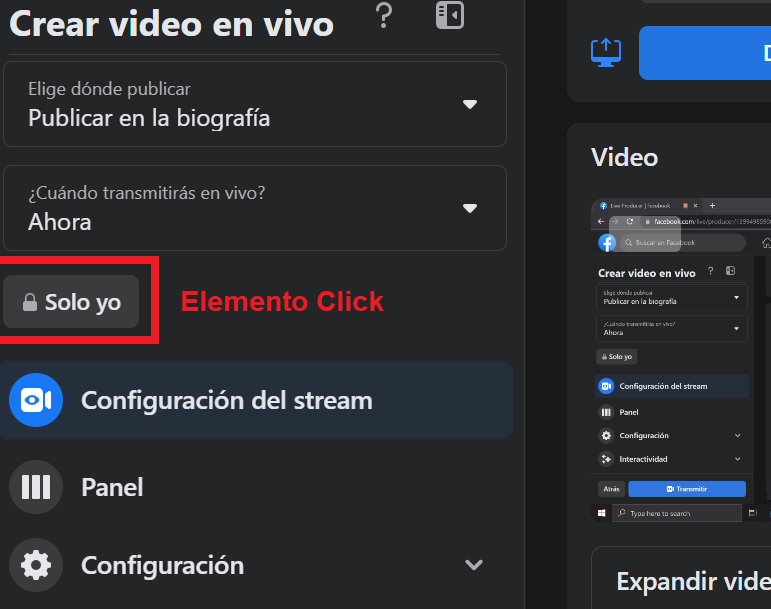 Crear video en vivo
Elige dónde publicar
Publicar en la biografía
¿Cuándo transmitirás en vivo?
Ahora
Solo yo
Elemento Click
Configuración del stream
Panel
Configuración
D
Video
Live Producer | Facebook
facebook.com/live/producer/
Buscar en Facebook
Crear video en vivo
Elige dónde publicar
Publicar en la biografía
¿Cuándo transmitirás en vivo?
Ahora
Solo yo
Configuración del stream
Panel
Configuración
Interactividad
Atrás
Transmitir
Type here to search
Expandir vide